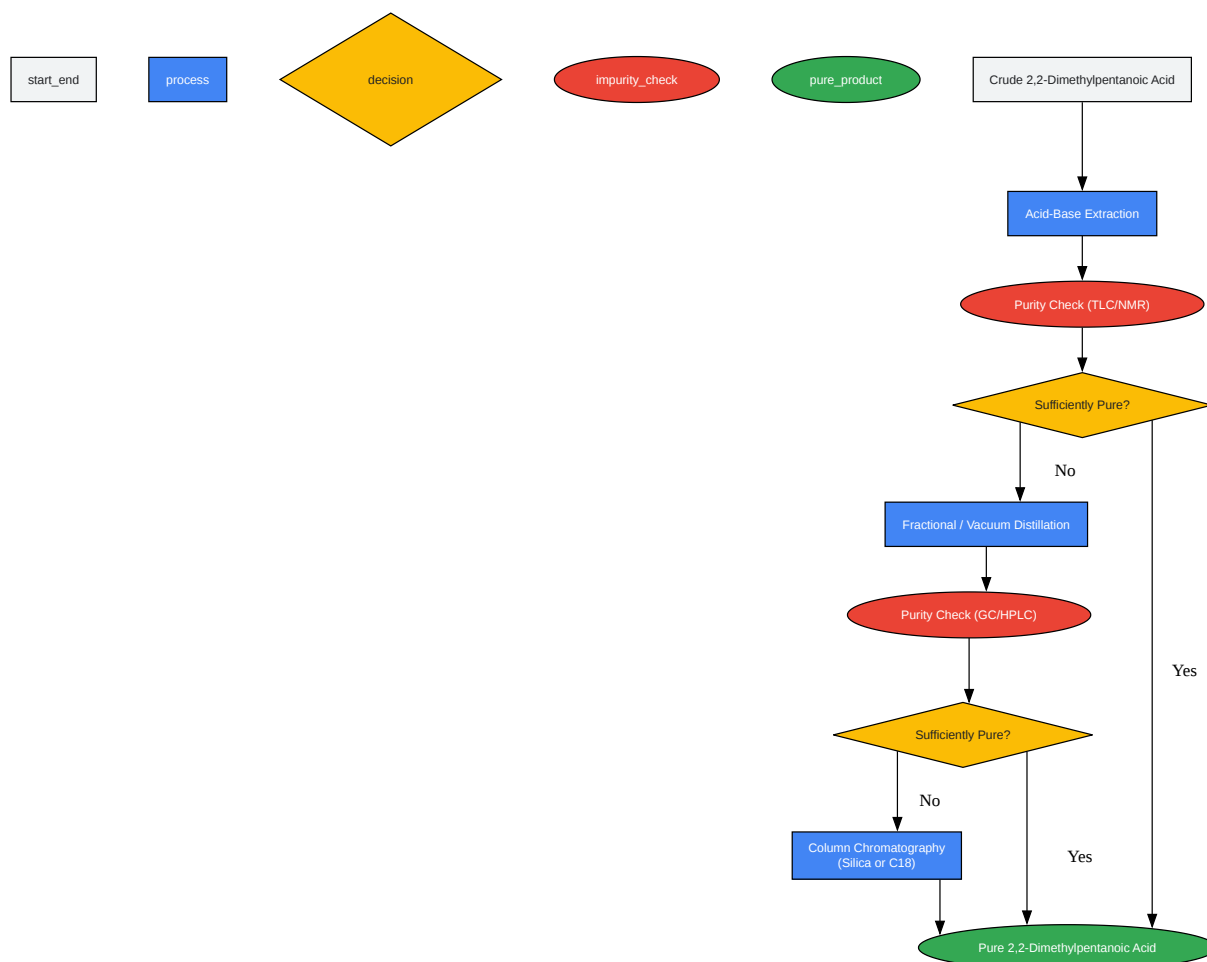 start_end
process
decision
impurity_check
pure_product
Crude 2,2-Dimethylpentanoic Acid
Acid-Base Extraction
Purity Check (TLC/NMR)
Sufficiently Pure?
No
Fractional / Vacuum Distillation
Purity Check (GC/HPLC)
Yes
Sufficiently Pure?
No
Column Chromatography
(Silica or C18)
Yes
Pure 2,2-Dimethylpentanoic Acid